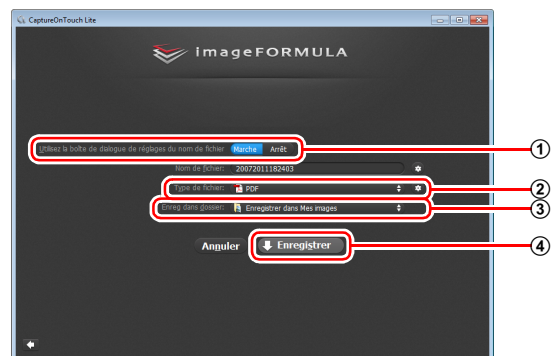 CaptureOnTouch Lite
imageFORMULA
Utilisez la boîte de dialogue de réglages du nom de fichier Marche Arrêt
1
Nom de fichier: 20072011182403
Type de fichier: PDF
2
Enreg dans dossier: Enregistrer dans Mes images
3
Annuler Enregistrer
4